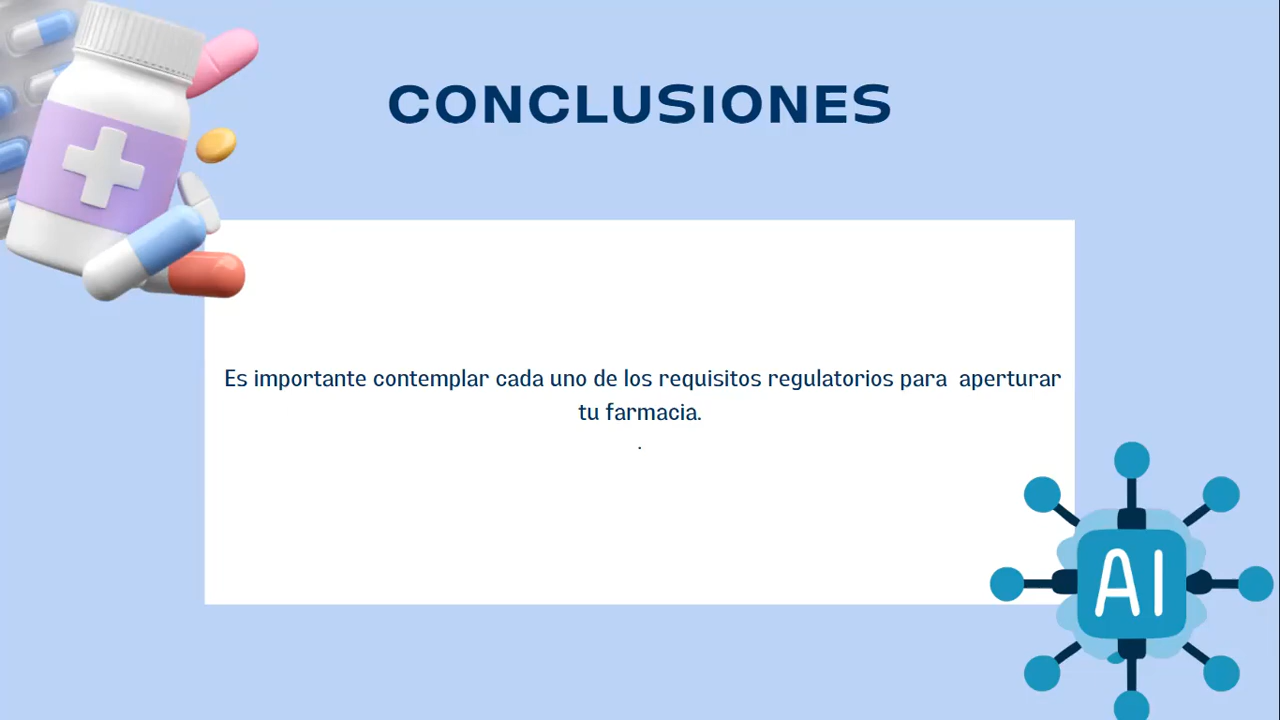 CONCLUSIONES
Es importante contemplar cada uno de los requisitos regulatorios para  aperturar
tu farmacia.
.
AI